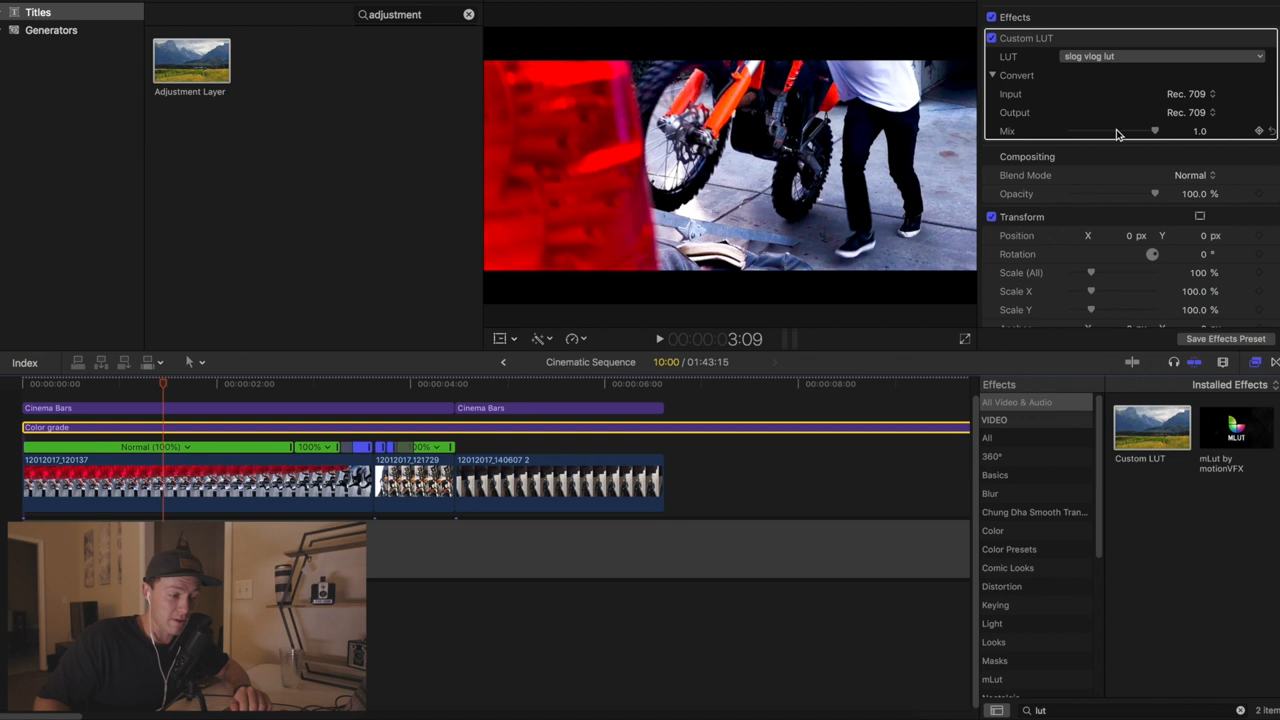 Titles
Generators
adjustment
Adjustment Layer
Effects
Custom LUT
LUT slog vlog lut
Convert
Input Rec. 709
Output Rec. 709
Mix 1.0
Compositing
Blend Mode Normal
Opacity 100.0 %
Transform
Position X 0 px Y 0 px
Rotation 0 °
Scale (All) 100 %
Scale X 100.0 %
Scale Y 100.0 %
00:00:00:03:09
Save Effects Preset
Index
Cinematic Sequence
10:00 / 01:43:15
00:00:00:00
00:00:02:00
00:00:04:00
00:00:06:00
00:00:08:00
Cinema Bars
Cinema Bars
Color grade
Normal (100%)
100%
00%
12012017_120137
12012017_121729
12012017_140607 2
Effects
Installed Effects
All Video & Audio
VIDEO
All
360°
Basics
Blur
Chung Dha Smooth Tran...
Color
Color Presets
Comic Looks
Distortion
Keying
Light
Looks
Masks
mLut
Custom LUT
MLUT
mLut by
motionVFX
lut
2 item